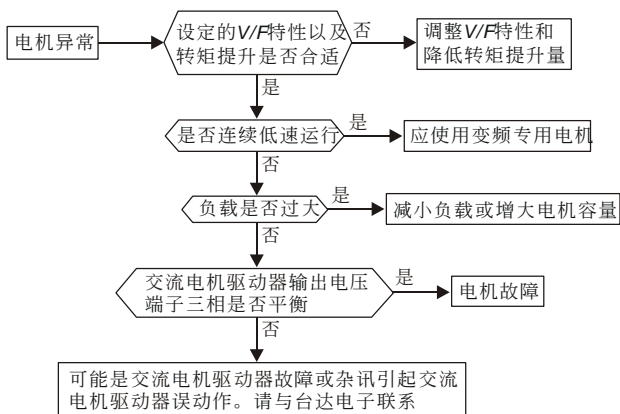 电机异常
设定的V/F特性以及
转矩提升是否合适
否
调整V/F特性和
降低转矩提升量
是
是否连续低速运行
是
应使用变频专用电机
否
负载是否过大
是
减小负载或增大电机容量
否
交流电机驱动器输出电压
端子三相是否平衡
是
电机故障
否
可能是交流电机驱动器故障或杂讯引起交流
电机驱动器误动作。请与台达电子联系